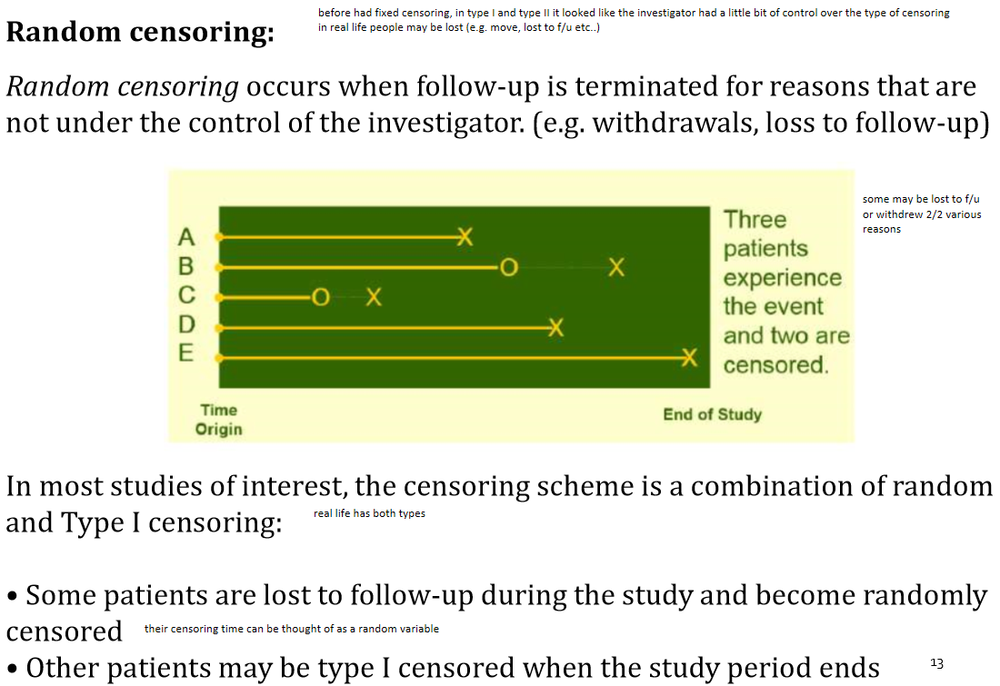 Random censoring:
before had fixed censoring, in type I and type II it looked like the investigator had a little bit of control over the type of censoring
in real life people may be lost (e.g. move, lost to f/u etc..)
Random censoring occurs when follow-up is terminated for reasons that are
not under the control of the investigator. (e.g. withdrawals, loss to follow-up)
some may be lost to f/u
or withdrew 2/2 various
reasons
A
B
C
D
E
X
O X
O X
X
X
Three
patients
experience
the event
and two are
censored.
Time
Origin
End of Study
In most studies of interest, the censoring scheme is a combination of random
and Type I censoring:
real life has both types
• Some patients are lost to follow-up during the study and become randomly
censored
their censoring time can be thought of as a random variable
• Other patients may be type I censored when the study period ends
13